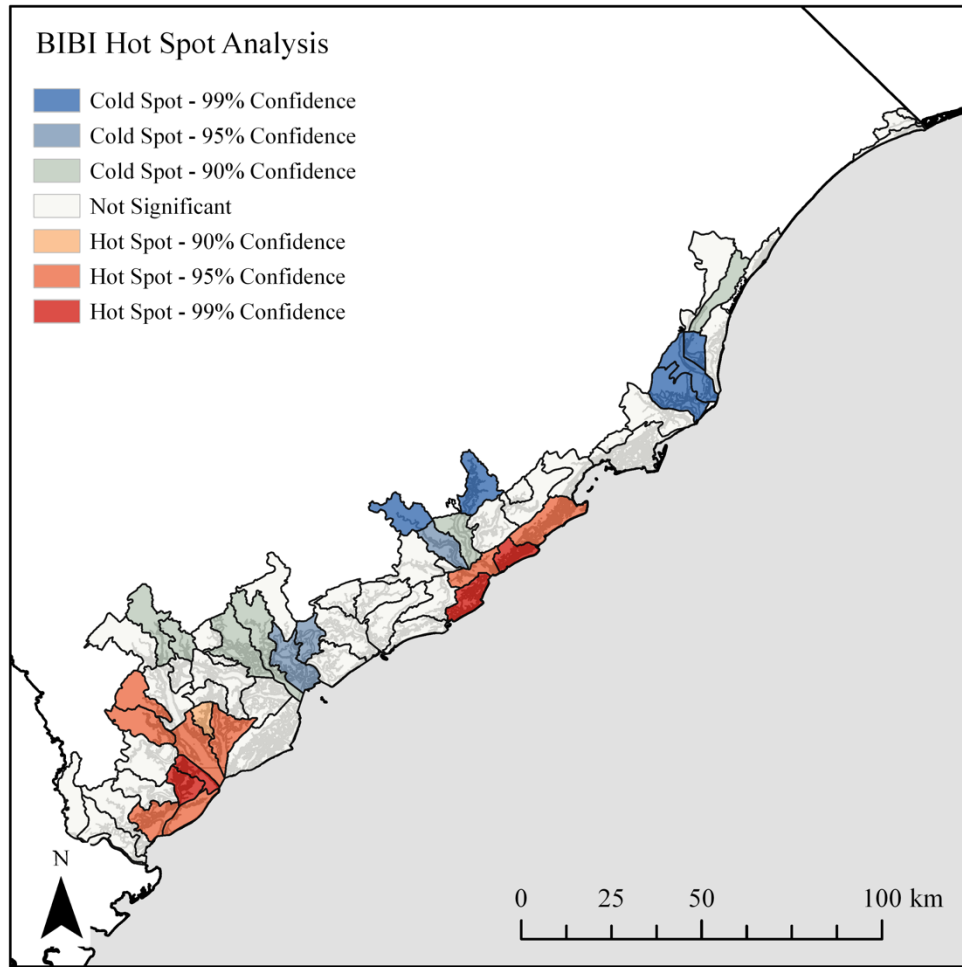 BIBI Hot Spot Analysis
Cold Spot - 99% Confidence
Cold Spot - 95% Confidence
Cold Spot - 90% Confidence
Not Significant
Hot Spot - 90% Confidence
Hot Spot - 95% Confidence
Hot Spot - 99% Confidence
N
0 25 50 100 km